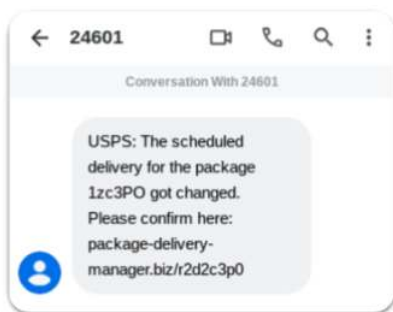 24601
Conversation With 24601
USPS: The scheduled
delivery for the package
1zc3PO got changed.
Please confirm here:
package-delivery-
manager.biz/r2d2c3p0